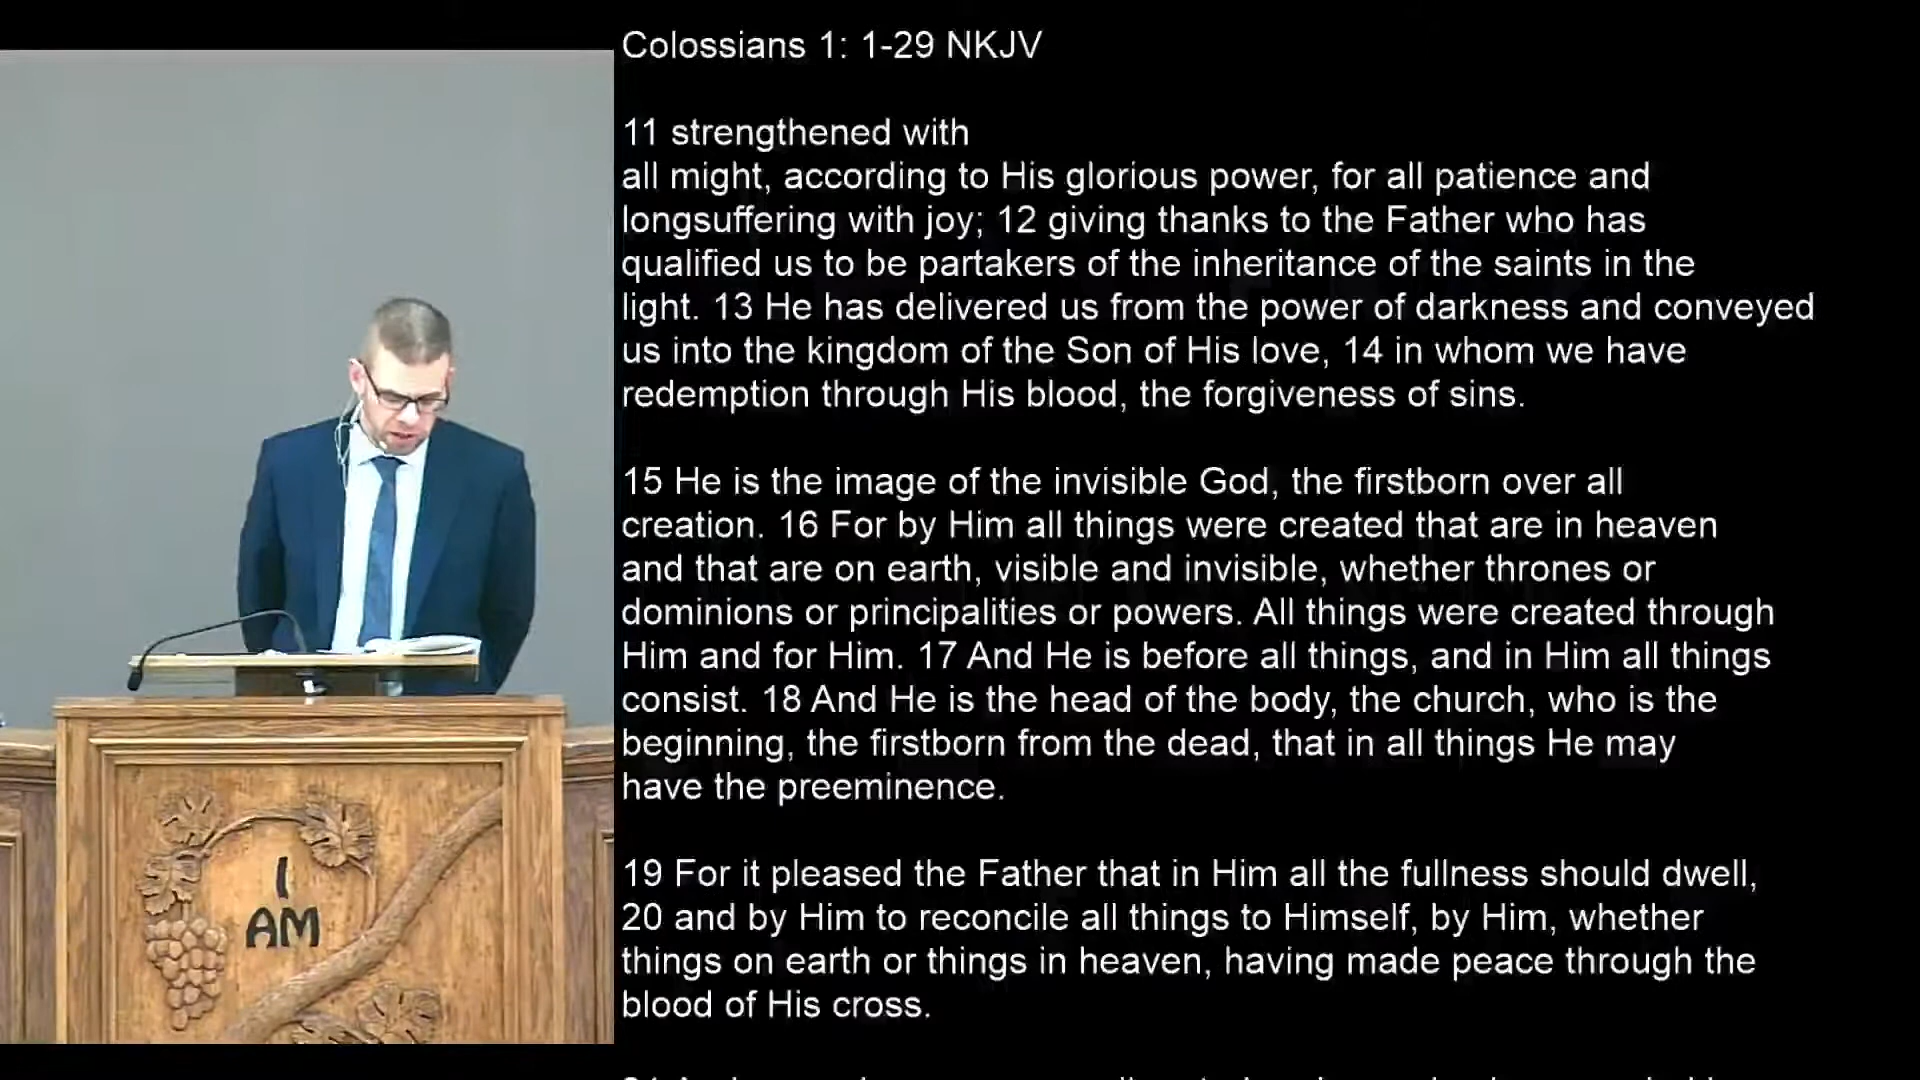 Colossians 1: 1-29 NKJV
11 strengthened with
all might, according to His glorious power, for all patience and
longsuffering with joy; 12 giving thanks to the Father who has
qualified us to be partakers of the inheritance of the saints in the
light. 13 He has delivered us from the power of darkness and conveyed
us into the kingdom of the Son of His love, 14 in whom we have
redemption through His blood, the forgiveness of sins.
15 He is the image of the invisible God, the firstborn over all
creation. 16 For by Him all things were created that are in heaven
and that are on earth, visible and invisible, whether thrones or
dominions or principalities or powers. All things were created through
Him and for Him. 17 And He is before all things, and in Him all things
consist. 18 And He is the head of the body, the church, who is the
beginning, the firstborn from the dead, that in all things He may
have the preeminence.
19 For it pleased the Father that in Him all the fullness should dwell,
20 and by Him to reconcile all things to Himself, by Him, whether
things on earth or things in heaven, having made peace through the
blood of His cross.
I
AM